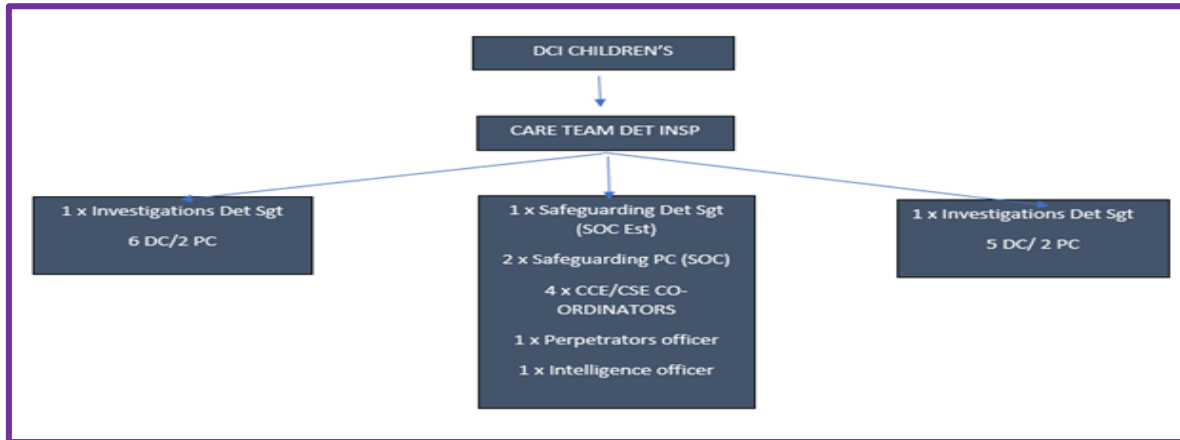 DCI CHILDREN'S
CARE TEAM DET INSP
1 x Investigations Det Sgt
6 DC/2 PC
1 x Safeguarding Det Sgt
(SOC Est)
2 x Safeguarding PC (SOC)
4 x CCE/CSE CO-
ORDINATORS
1 x Perpetrators officer
1 x Intelligence officer
1 x Investigations Det Sgt
5 DC/ 2 PC